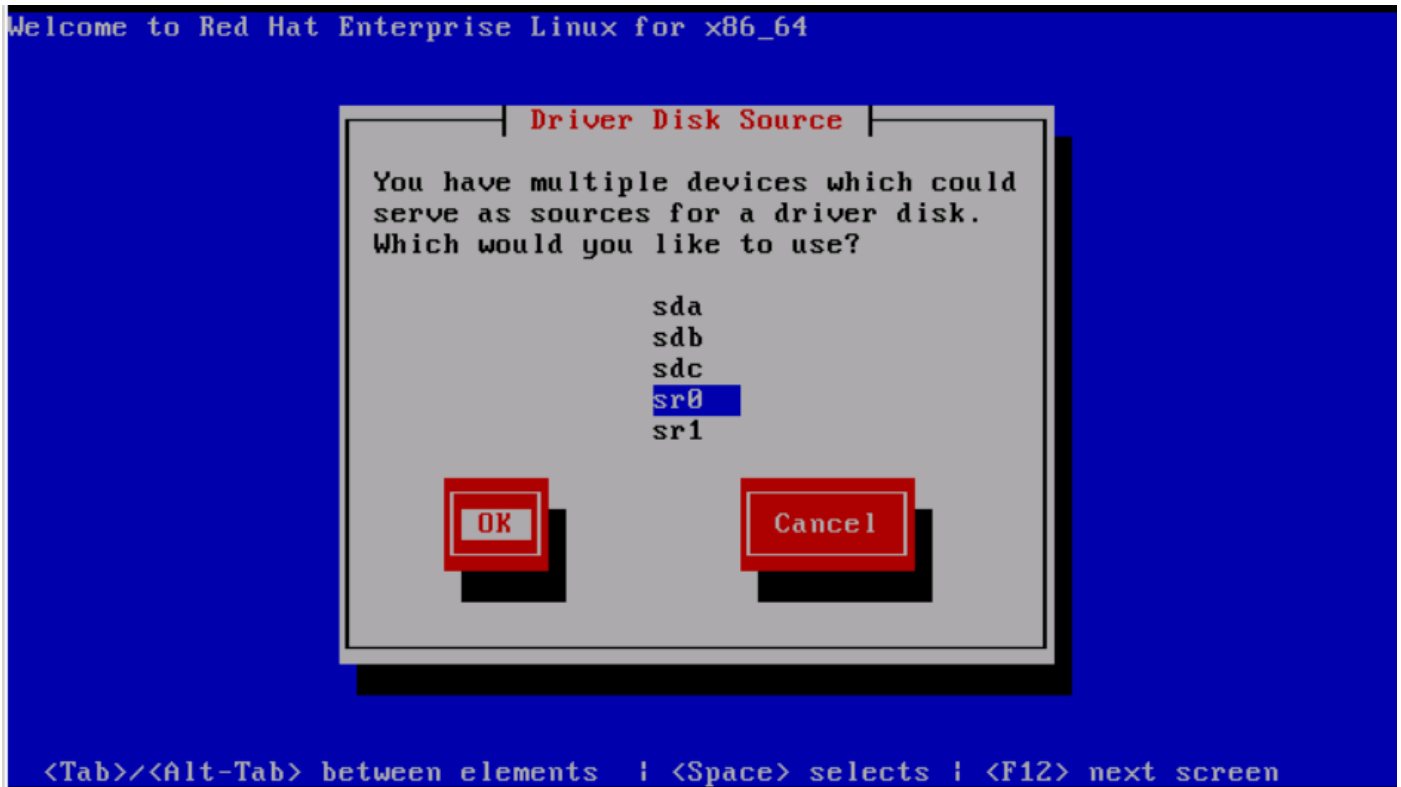 Welcome to Red Hat Enterprise Linux for x86_64
Driver Disk Source
You have multiple devices which could
serve as sources for a driver disk.
Which would you like to use?
sda
sdb
sdc
sr0
sr1
OK Cancel
<Tab>/<Alt-Tab> between elements | <Space> selects | <F12> next screen